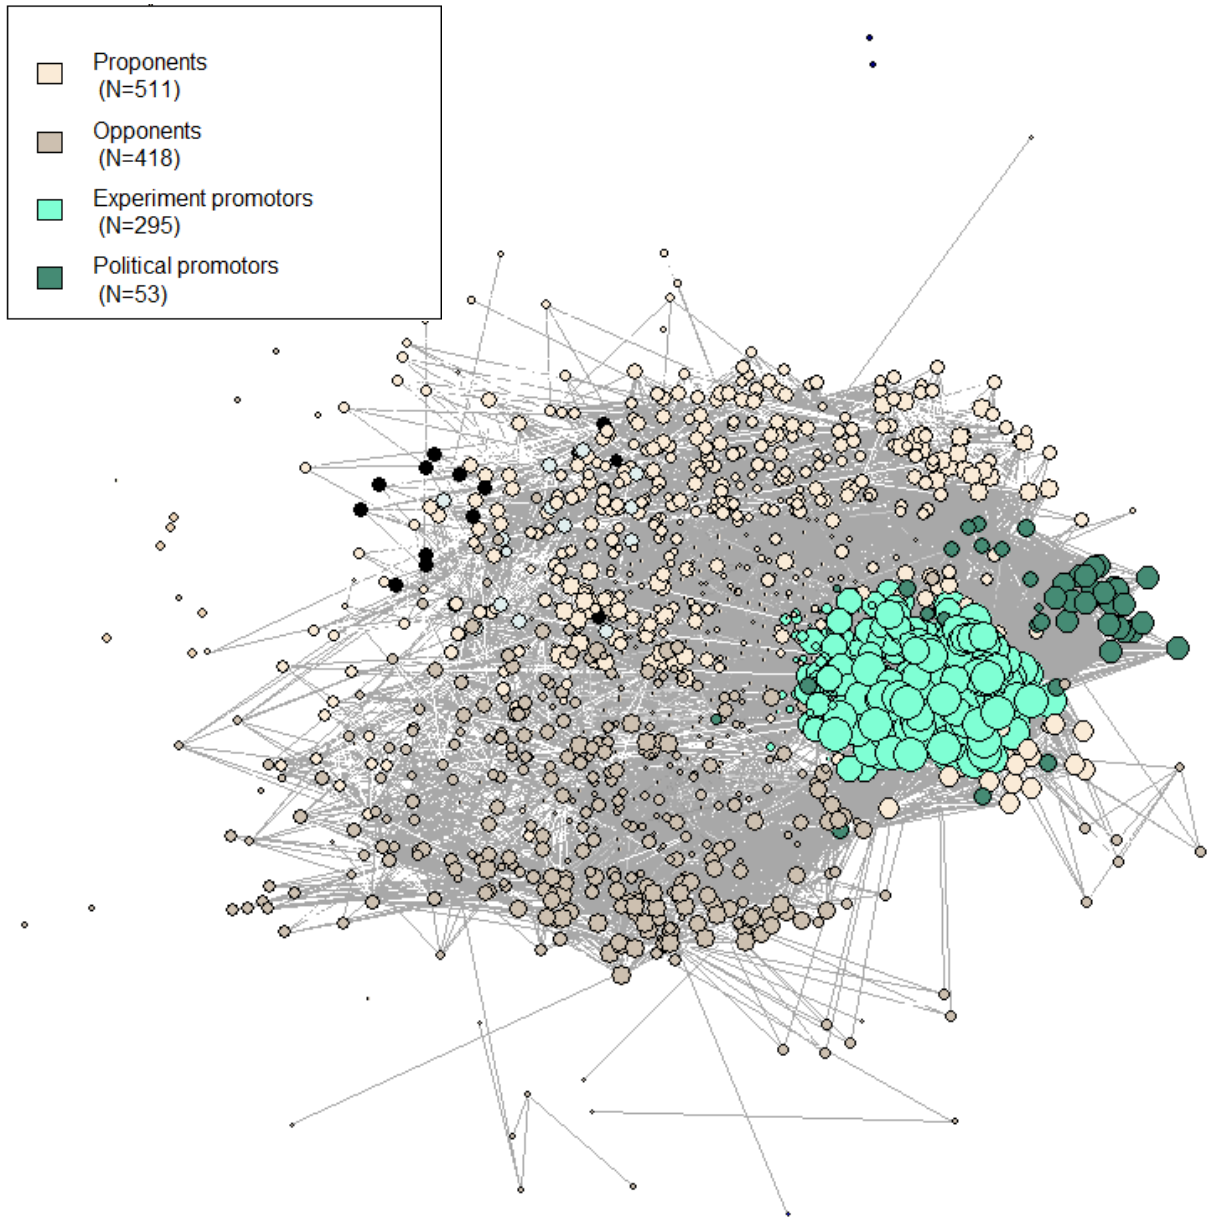 Proponents
(N=511)
Opponents
(N=418)
Experiment promotors
(N=295)
Political promotors
(N=53)